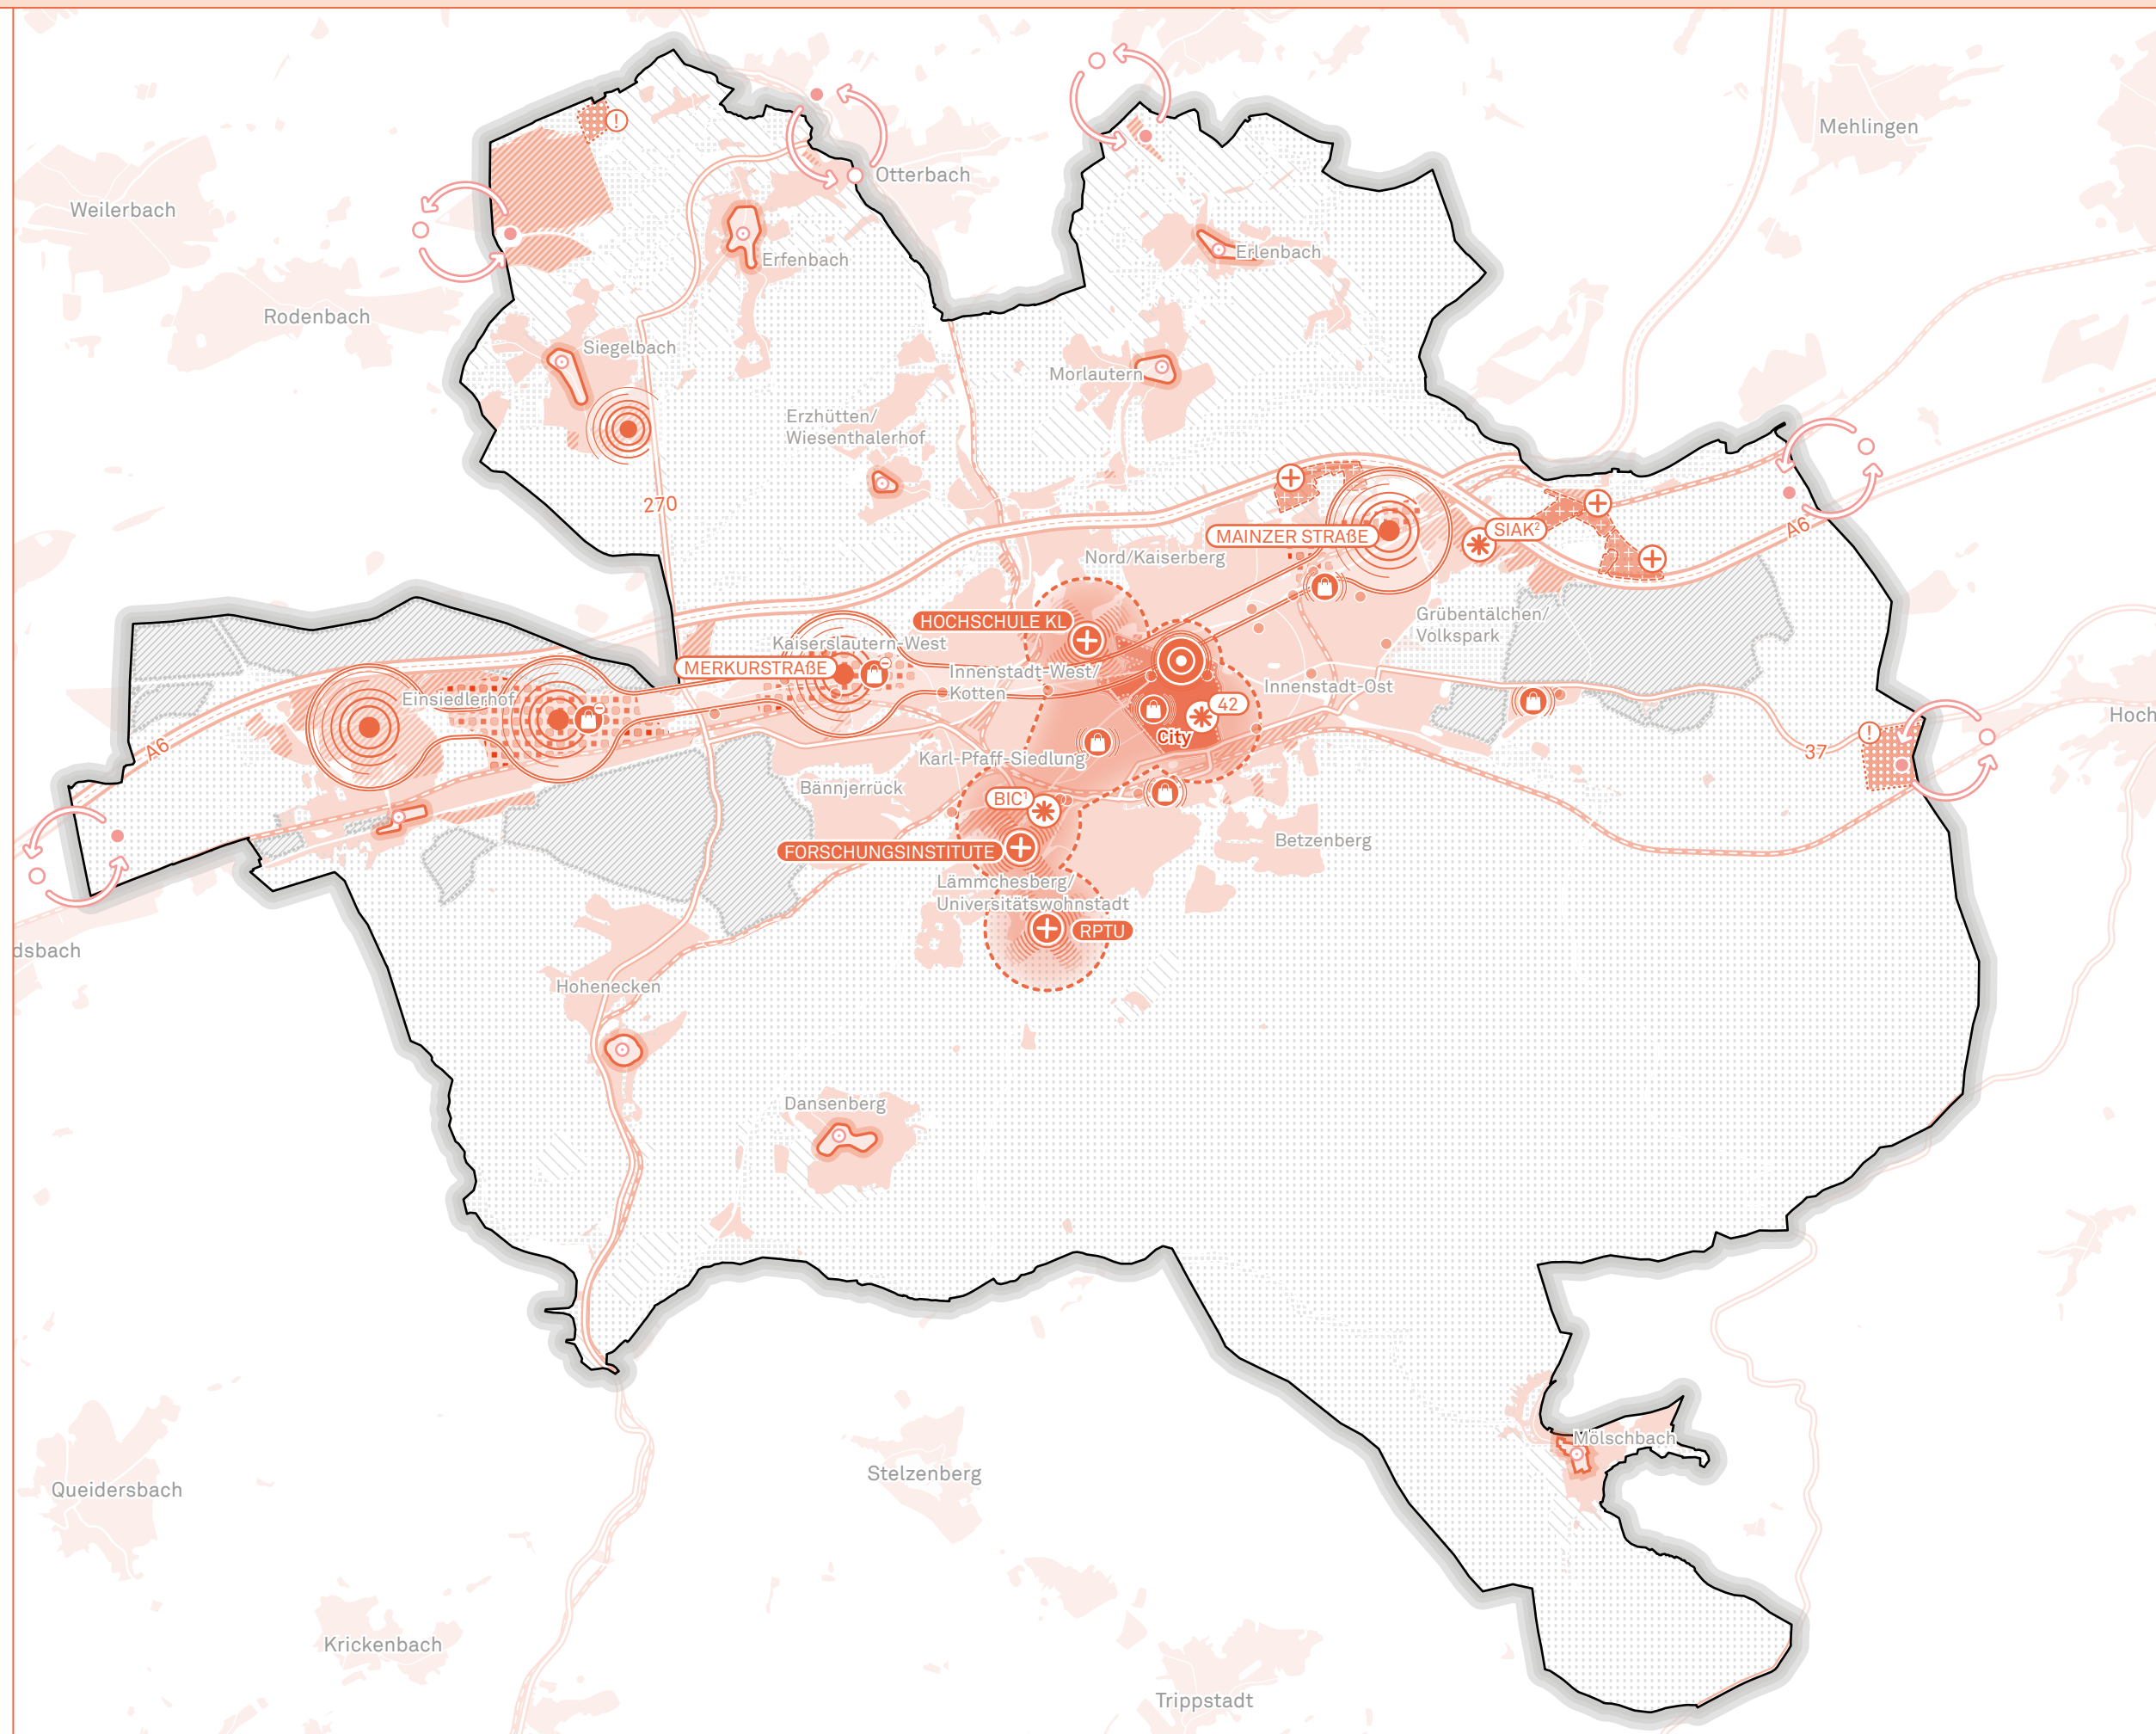 Mehlingen
Otterbach
Weilerbach
Erlenbach
Erfenbach
Rodenbach
Siegelbach
Morlautern
Erzhütten/
Wiesenthalerhof
270
A6
SIAK²
MAINZER STRAßE
Nord/Kaiserberg
HOCHSCHULE KL
Grübentälchen/
Volkspark
Kaiserslautern-West
MERKURSTRAßE
Innenstadt-West/
Kotten
Innenstadt-Ost
Einsiedlerhof
42
City
Hoch
A6
37
Karl-Pfaff-Siedlung
Bännjerrück
BIC¹
Betzenberg
FORSCHUNGSINSTITUTE
Lämmchesberg/
Universitätswohnstadt
RPTU
dsbach
Hohenecken
Dansenberg
Mölschbach
Stelzenberg
Queidersbach
Krickenbach
Trippstadt